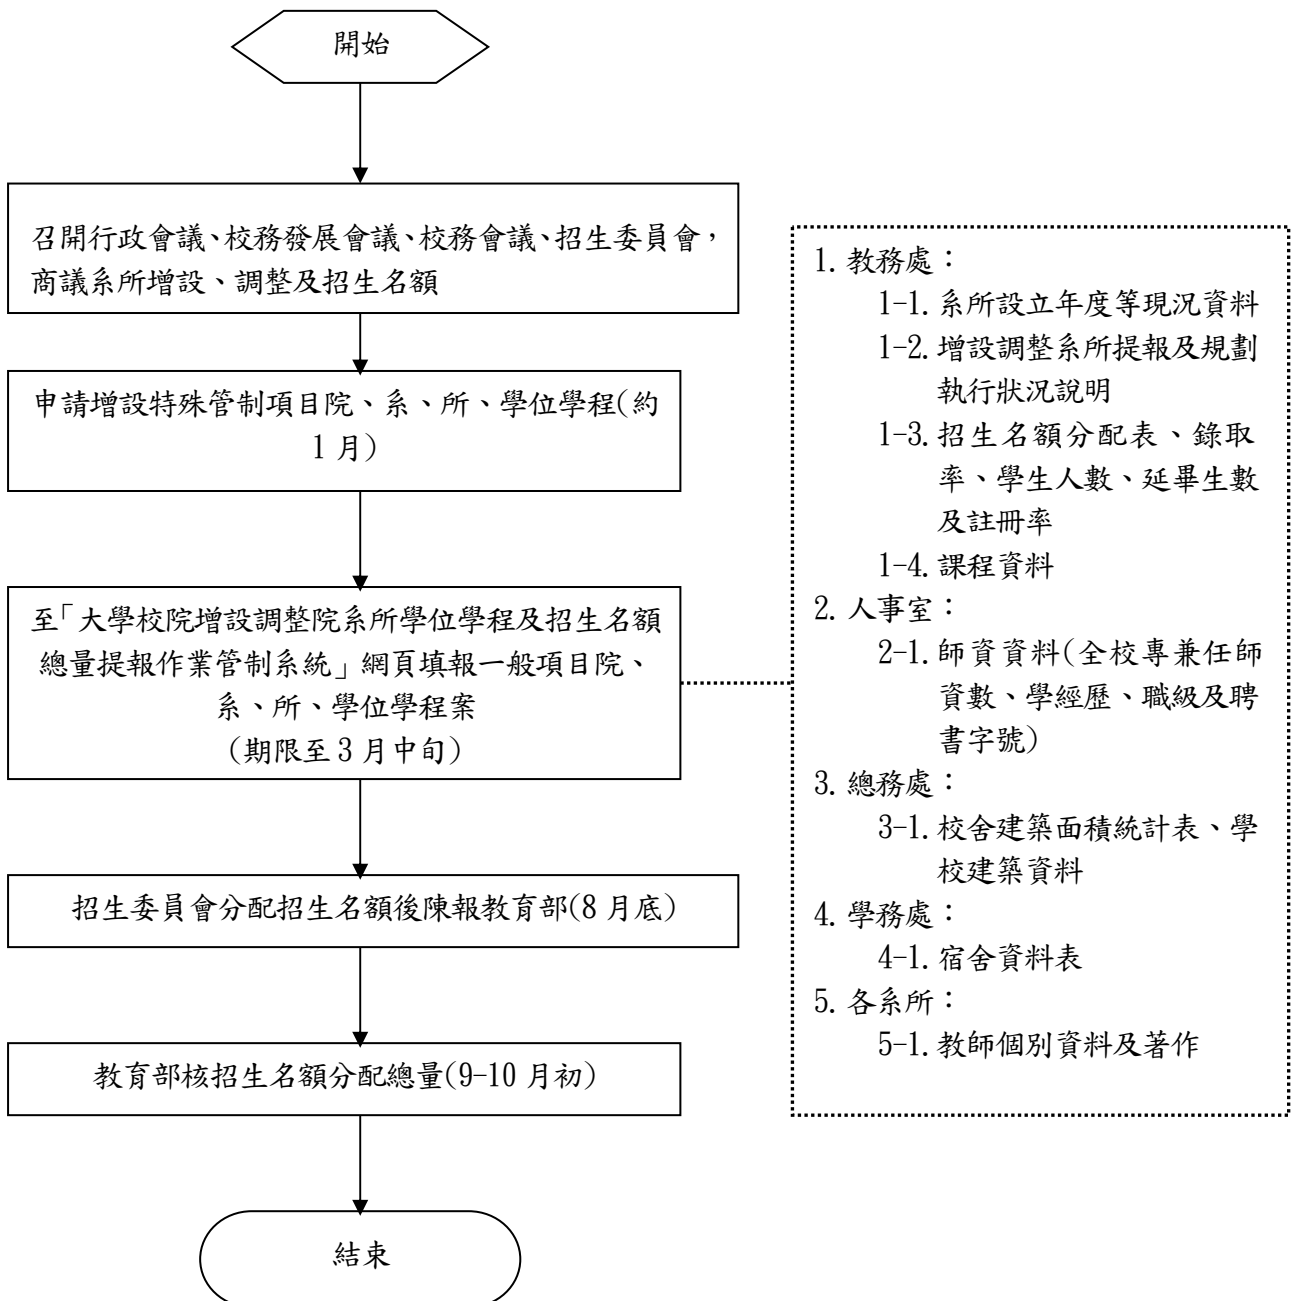 開始
召開行政會議、校務發展會議、校務會議、招生委員會，
商議系所增設、調整及招生名額
申請增設特殊管制項目院、系、所、學位學程(約
1 月)
至「大學校院增設調整院系所學位學程及招生名額
總量提報作業管制系統」網頁填報一般項目院、
系、所、學位學程案
(期限至 3 月中旬)
招生委員會分配招生名額後陳報教育部(8 月底)
教育部核招生名額分配總量(9-10 月初)
結束
1. 教務處：
1-1. 系所設立年度等現況資料
1-2. 增設調整系所提報及規劃
執行狀況說明
1-3. 招生名額分配表、錄取
率、學生人數、延畢生數
及註冊率
1-4. 課程資料
2. 人事室：
2-1. 師資資料(全校專兼任師
資數、學經歷、職級及聘
書字號)
3. 總務處：
3-1. 校舍建築面積統計表、學
校建築資料
4. 學務處：
4-1. 宿舍資料表
5. 各系所：
5-1. 教師個別資料及著作